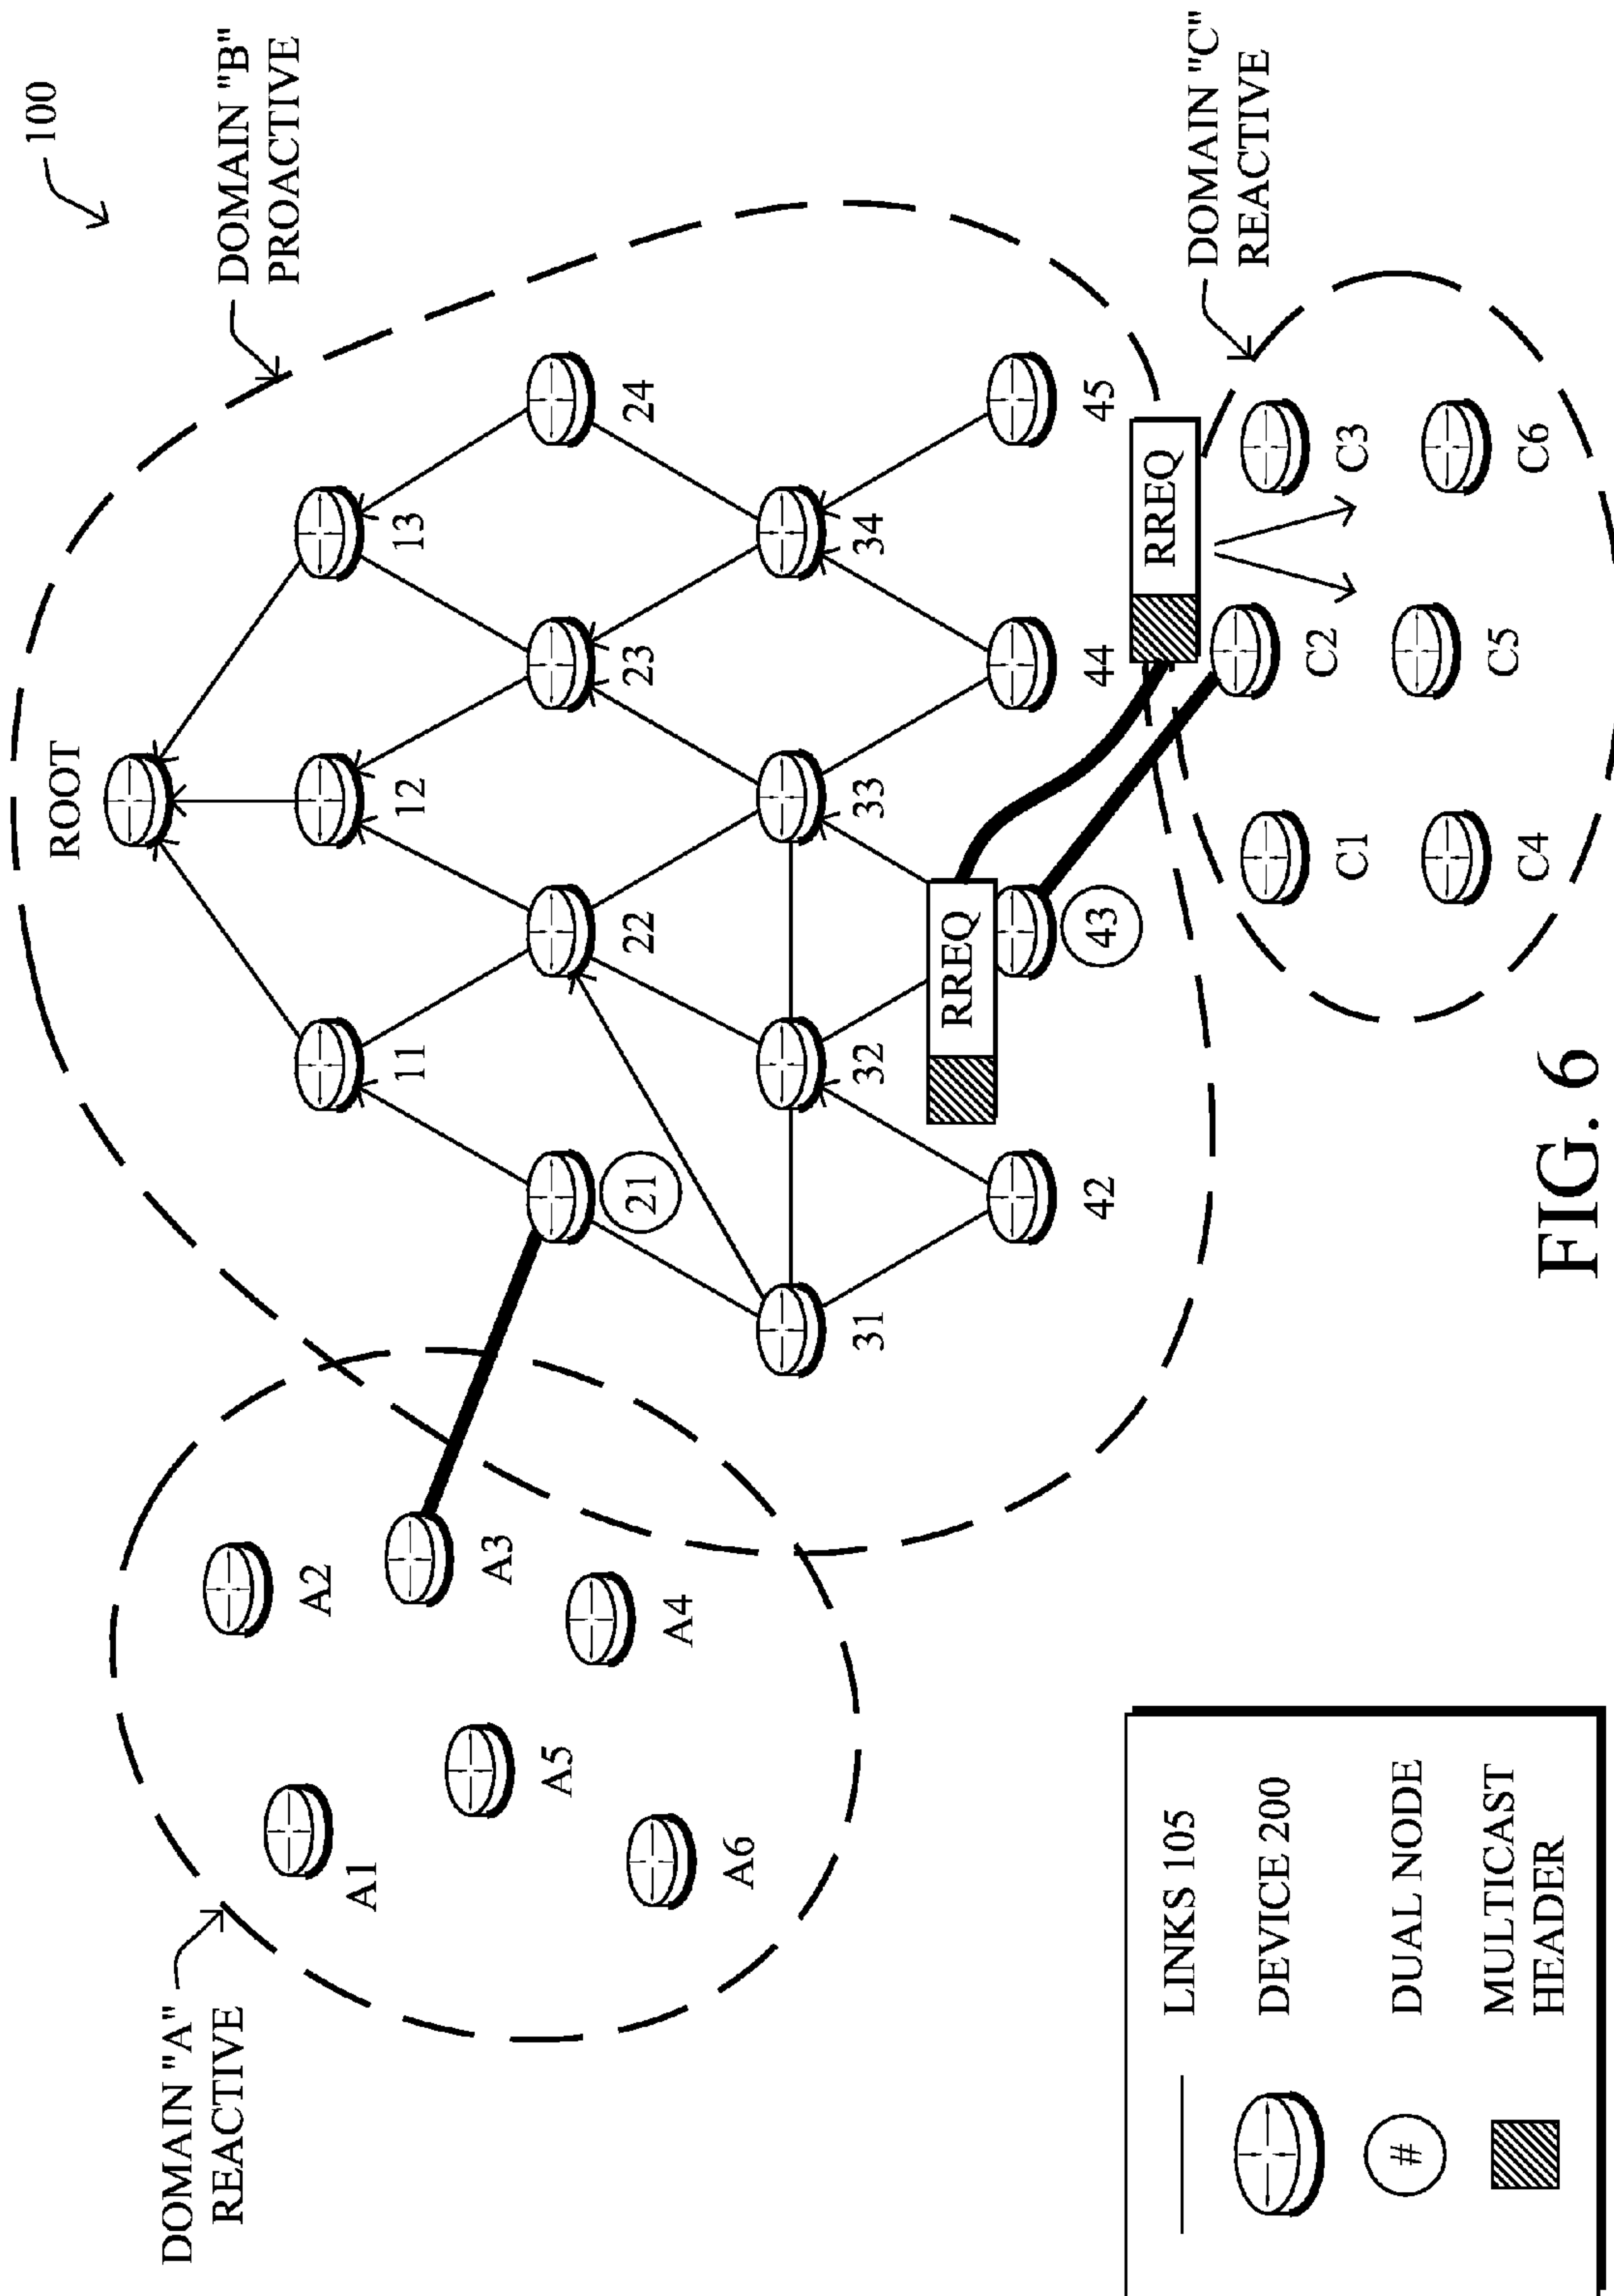 100
DOMAIN "A"
REACTIVE
DOMAIN "B"
PROACTIVE
ROOT
11
12
13
A1
A2
A3
A4
A5
A6
21
22
23
24
31
32
33
34
42
43
44
45
RREQ
RREQ
DOMAIN "C"
REACTIVE
C1
C2
C3
C4
C5
C6
LINKS 105
DEVICE 200
# DUAL NODE
MULTICAST
HEADER
FIG. 6